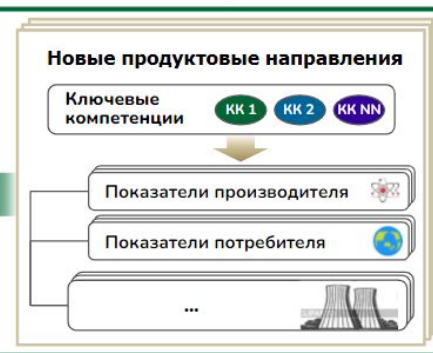 Новые продуктовые направления
Ключевые
компетенции
КК 1
КК 2
КК NN
Показатели производителя
Показатели потребителя
...